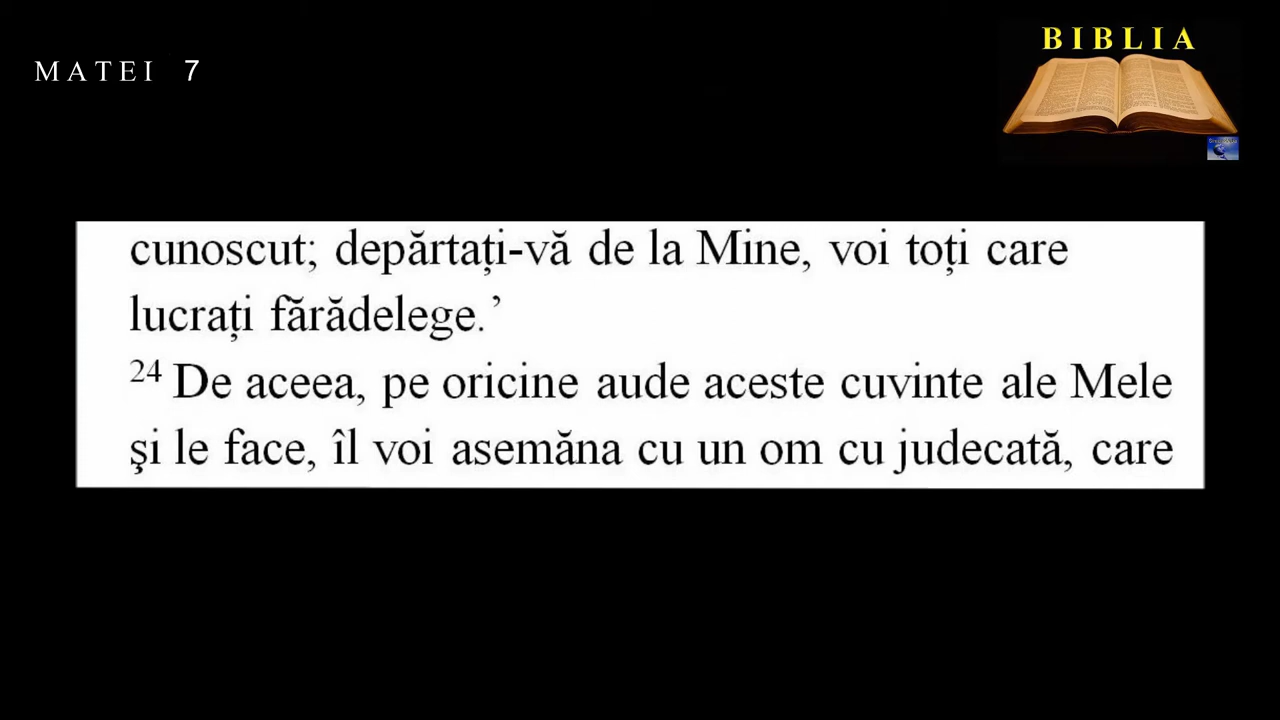 BIBLIA
MATEI 7
cunoscut; depărtați-vă de la Mine, voi toți care
lucrați fărădelege.’
24 De aceea, pe oricine aude aceste cuvinte ale Mele
şi le face, îl voi asemăna cu un om cu judecată, care